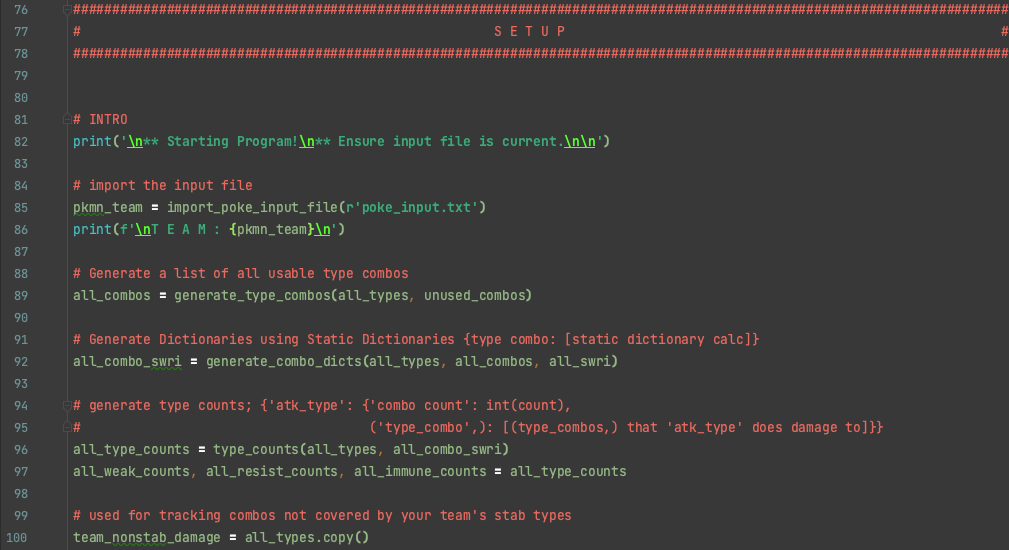 76 ########################################################################################################################
77 # S E T U P #
78 ########################################################################################################################
79
80
81 # INTRO
82 print('\n** Starting Program!\n** Ensure input file is current.\n\n')
83
84 # import the input file
85 pkmn_team = import_poke_input_file(r'poke_input.txt')
86 print(f'\nT E A M : {pkmn_team}\n')
87
88 # Generate a list of all usable type combos
89 all_combos = generate_type_combos(all_types, unused_combos)
90
91 # Generate Dictionaries using Static Dictionaries {type combo: [static dictionary calc]}
92 all_combo_swri = generate_combo_dicts(all_types, all_combos, all_swri)
93
94 # generate type counts; {'atk_type': {'combo count': int(count),
95 # ('type_combo',): [(type_combos,) that 'atk_type' does damage to]}}
96 all_type_counts = type_counts(all_types, all_combo_swri)
97 all_weak_counts, all_resist_counts, all_immune_counts = all_type_counts
98
99 # used for tracking combos not covered by your team's stab types
100 team_nonstab_damage = all_types.copy()